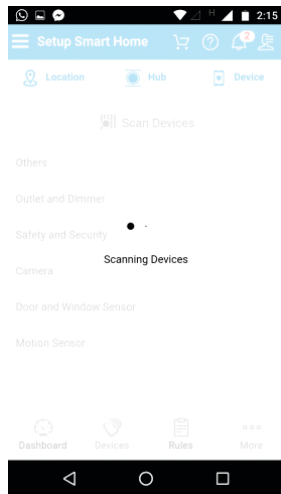 H 2:15
Setup Smart Home 2
Location Hub Device
Scan Devices
Others
Outlet and Dimmer
Safety and Security
Scanning Devices
Camera
Door and Window Sensor
Motion Sensor
Dashboard Devices Rules More